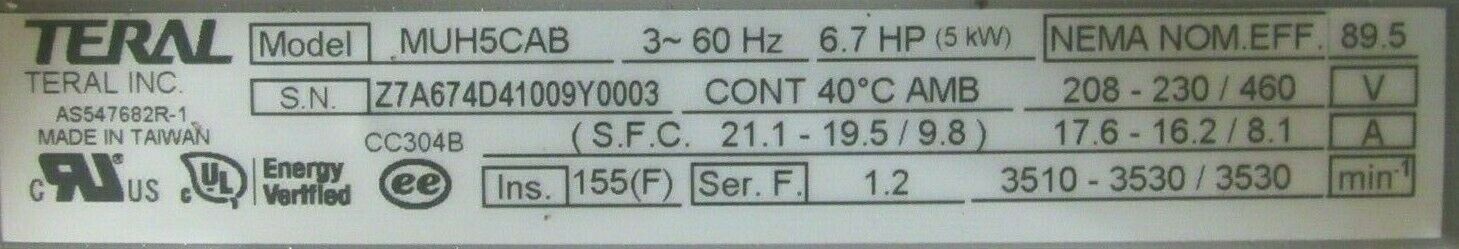 TERAL Model MUH5CAB 3~ 60 Hz 6.7 HP (5 kW) NEMA NOM.EFF. 89.5
TERAL INC. S.N. Z7A674D41009Y0003 CONT 40°C AMB 208 - 230 / 460 V
AS547682R-1
MADE IN TAIWAN CC304B ( S.F.C. 21.1 - 19.5 / 9.8 ) 17.6 - 16.2 / 8.1 A
c RU® US c UL Energy Verified ee Ins. 155(F) Ser. F. 1.2 3510 - 3530 / 3530 min-1